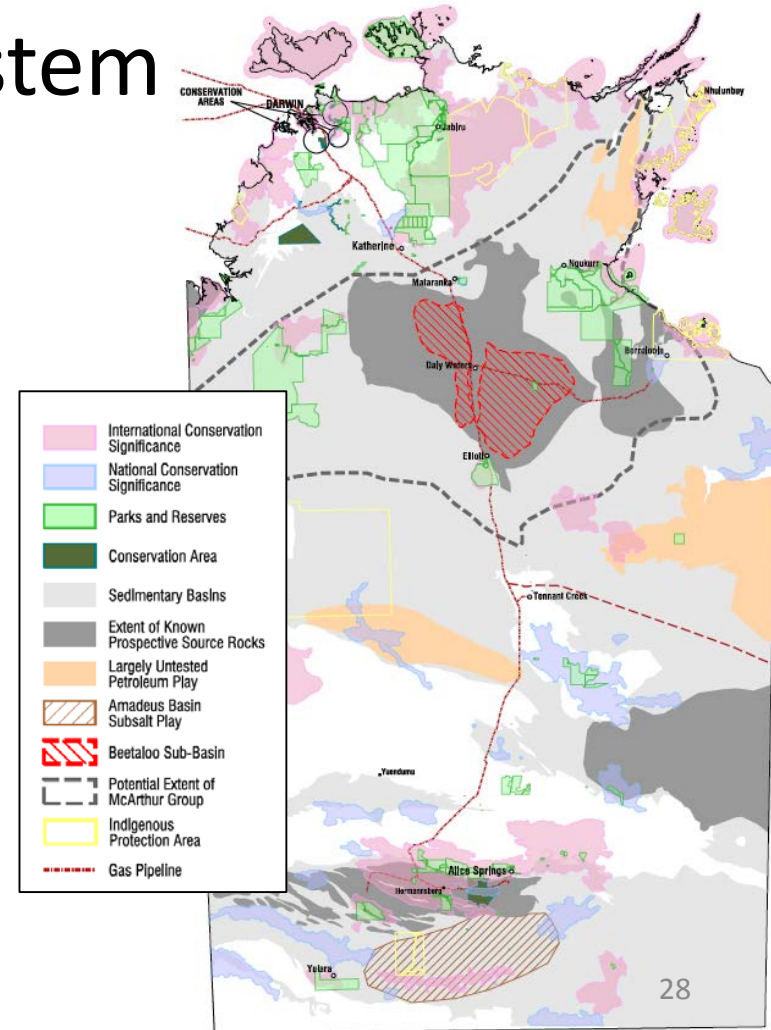 stem
CONSERVATION
AREAS
DARWIN
Nhulunbuy
Jabiru
Katherine
Mataranka
Ngukurr
Borroloola
Daly Waters
Elliott
Tennant Creek
Yuendumu
Alice Springs
Hermannsburg
Yulara
International Conservation
Significance
National Conservation
Significance
Parks and Reserves
Conservation Area
Sedimentary Basins
Extent of Known
Prospective Source Rocks
Largely Untested
Petroleum Play
Amadeus Basin
Subsalt Play
Beetaloo Sub-Basin
Potential Extent of
McArthur Group
Indigenous
Protection Area
Gas Pipeline
28